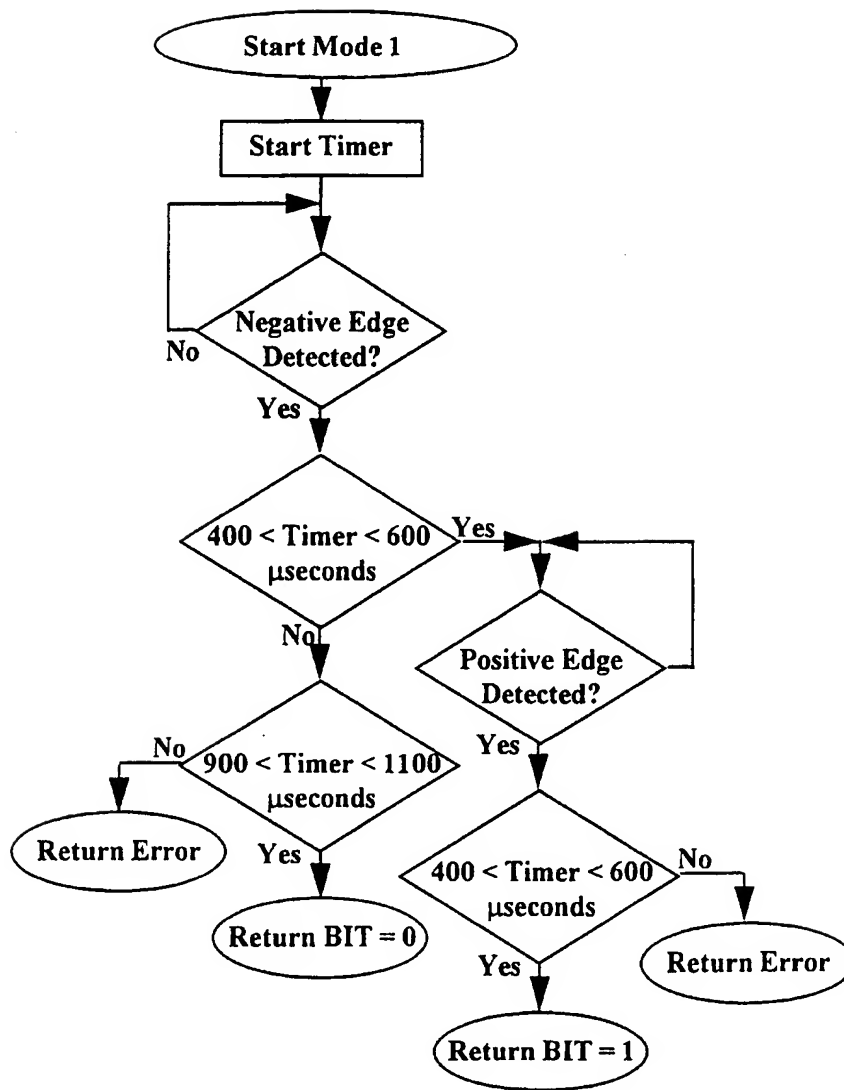 Start Mode 1
Start Timer
Negative Edge
Detected?
No
Yes
400 < Timer < 600
μseconds
Yes
No
Positive Edge
Detected?
Yes
No
900 < Timer < 1100
μseconds
Return Error
Yes
400 < Timer < 600
μseconds
No
Return BIT = 0
Yes
Return Error
Return BIT = 1